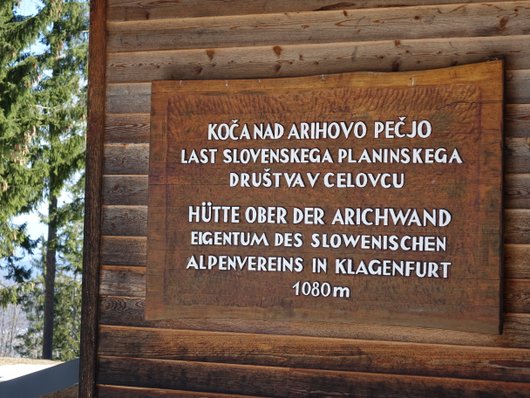 KOČA NAD ARIHOVO PEČJO
LAST SLOVENSKEGA PLANINSKEGA
DRUŠTVA V CELOVCU
HÜTTE OBER DER ARICHWAND
EIGENTUM DES SLOWENISCHEN
ALPENVEREINS IN KLAGENFURT
1080m